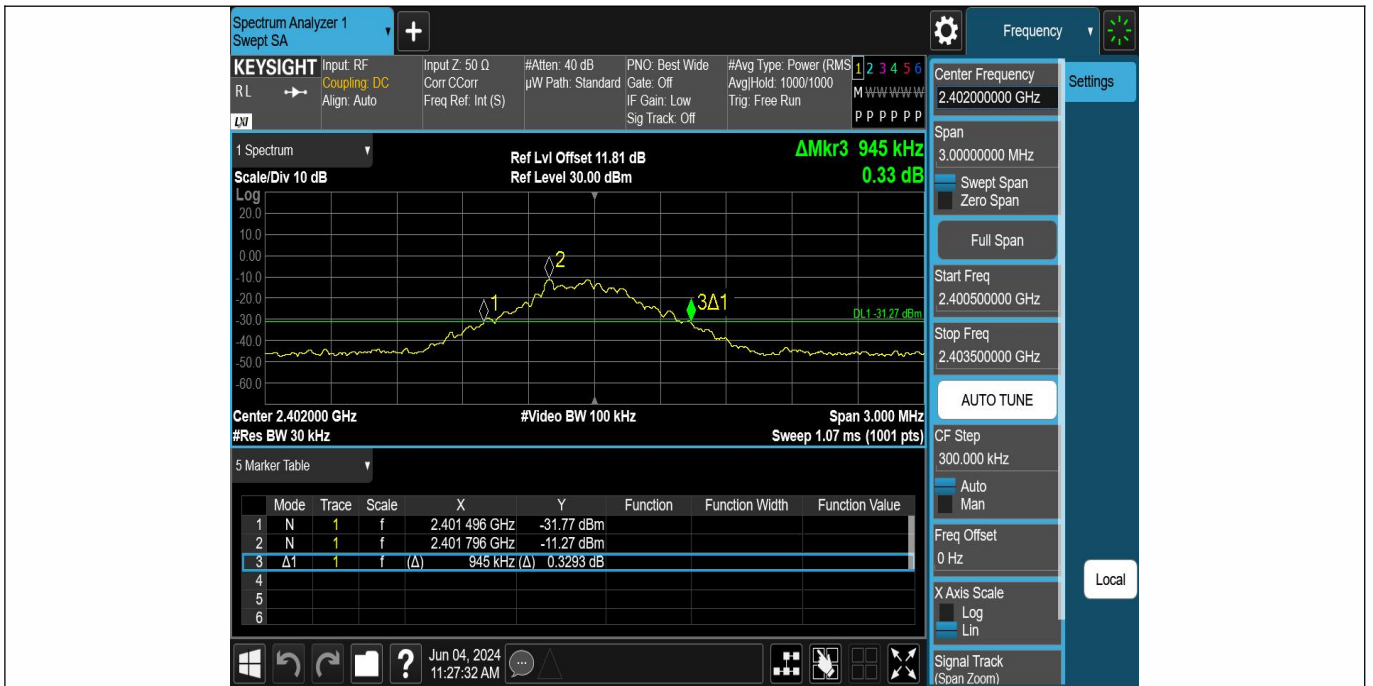 Spectrum Analyzer 1
Swept SA
+
Frequency
KEYSIGHT
RL
LXI
Input: RF
Coupling: DC
Align: Auto
Input Z: 50 Ω
Corr CCorr
Freq Ref: Int (S)
#Atten: 40 dB
µW Path: Standard
PNO: Best Wide
Gate: Off
IF Gain: Low
Sig Track: Off
#Avg Type: Power (RMS
Avg|Hold: 1000/1000
Trig: Free Run
1 2 3 4 5 6
M W W W W W
P P P P P P
1 Spectrum
Scale/Div 10 dB
Ref Lvl Offset 11.81 dB
Ref Level 30.00 dBm
ΔMkr3 945 kHz
0.33 dB
Log
20.0
10.0
0.00
-10.0
-20.0
-30.0
-40.0
-50.0
-60.0
2
1
3Δ1
DL1 -31.27 dBm
Center 2.402000 GHz
#Video BW 100 kHz
Span 3.000 MHz
#Res BW 30 kHz
Sweep 1.07 ms (1001 pts)
5 Marker Table
Mode Trace Scale X Y Function Function Width Function Value
1 N 1 f 2.401 496 GHz -31.77 dBm
2 N 1 f 2.401 796 GHz -11.27 dBm
3 Δ1 1 f (Δ) 945 kHz (Δ) 0.3293 dB
4
5
6
?
Jun 04, 2024
11:27:32 AM
Center Frequency
2.402000000 GHz
Span
3.00000000 MHz
Swept Span
Zero Span
Full Span
Start Freq
2.400500000 GHz
Stop Freq
2.403500000 GHz
AUTO TUNE
CF Step
300.000 kHz
Auto
Man
Freq Offset
0 Hz
X Axis Scale
Log
Lin
Signal Track
(Span Zoom)
Settings
Local